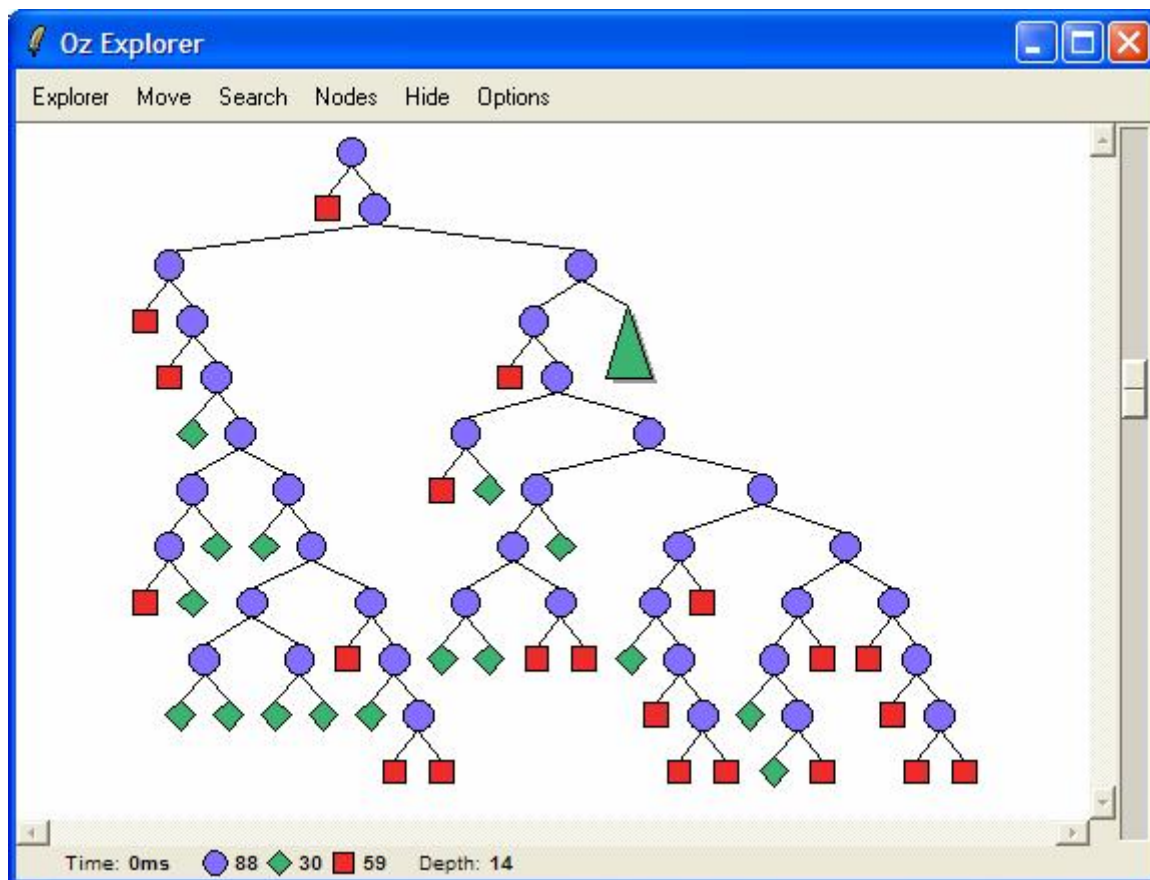 Oz Explorer
Explorer Move Search Nodes Hide Options
Time: 0ms 88 30 59 Depth: 14